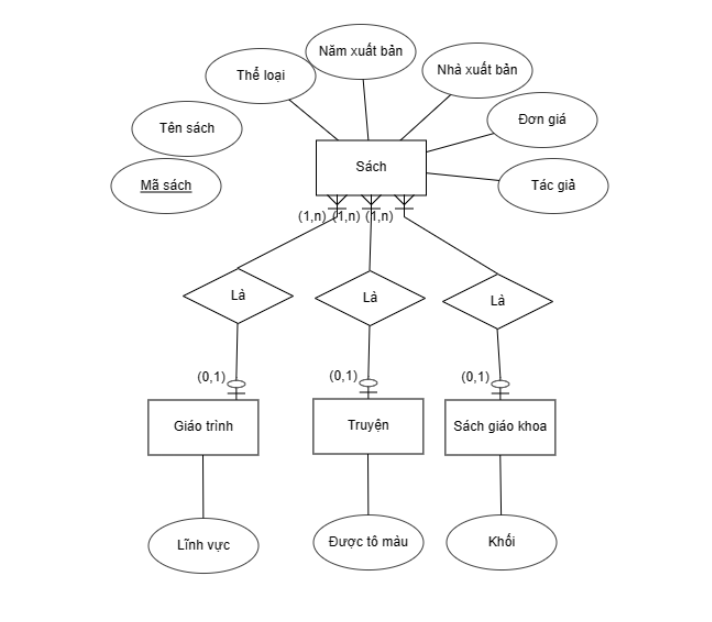 Năm xuất bản
Thể loại
Nhà xuất bản
Đơn giá
Tên sách
Sách
Mã sách
Tác giả
(1,n) (1,n) (1,n)
Là
Là
Là
(0,1)
(0,1)
(0,1)
Giáo trình
Truyện
Sách giáo khoa
Lĩnh vực
Được tô màu
Khối